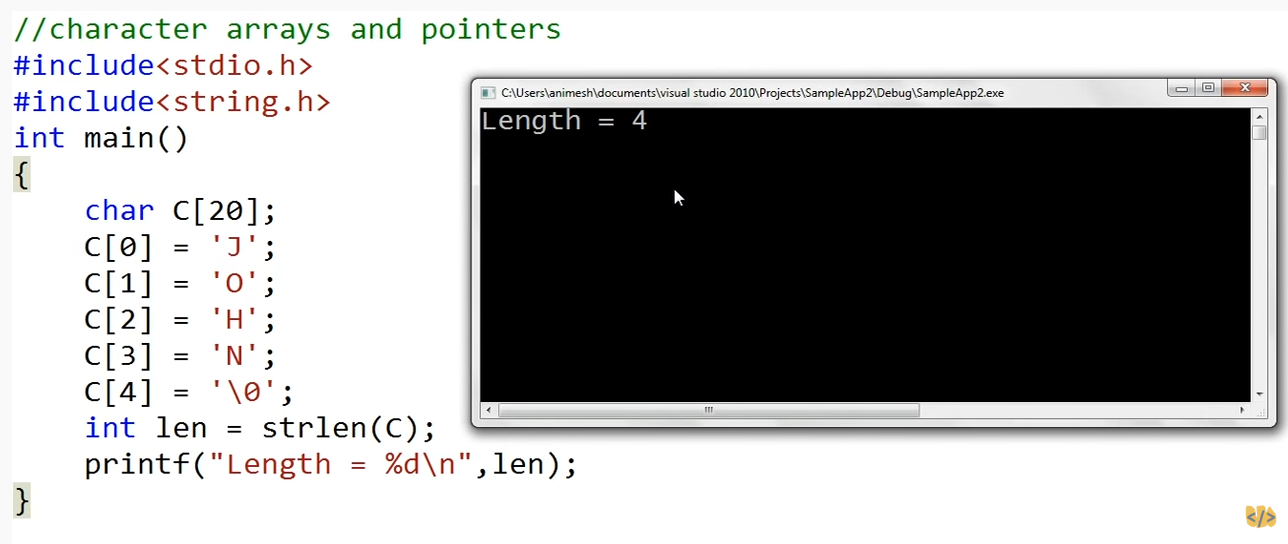 //character arrays and pointers
#include<stdio.h>
#include<string.h>
int main()
{
    char C[20];
    C[0] = 'J';
    C[1] = 'O';
    C[2] = 'H';
    C[3] = 'N';
    C[4] = '\0';
    int len = strlen(C);
    printf("Length = %d\n",len);
}
C:\Users\animesh\documents\visual studio 2010\Projects\SampleApp2\Debug\SampleApp2.exe
Length = 4
</>